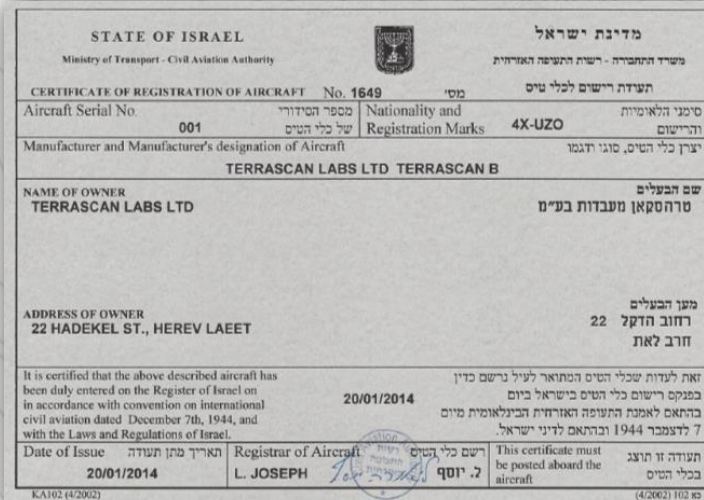 STATE OF ISRAEL
מדינת ישראל
Ministry of Transport - Civil Aviation Authority
משרד התחבורה - רשות התעופה האזרחית
CERTIFICATE OF REGISTRATION OF AIRCRAFT No. 1649 מס' תעודת רישום לכלי טיס
Aircraft Serial No. מספר הסידורי
001 של כלי הטיס
Nationality and סימני הלאומיות
Registration Marks 4X-UZO והרישום
Manufacturer and Manufacturer's designation of Aircraft יצרן כלי הטיס, סוגו ודגמו
TERRASCAN LABS LTD TERRASCAN B
NAME OF OWNER שם הבעלים
TERRASCAN LABS LTD טרהסקאן מעבדות בע״מ
ADDRESS OF OWNER מען הבעלים
22 HADEKEL ST., HEREV LAEET רחוב הדקל 22
חרב לאת
It is certified that the above described aircraft has
been duly entered on the Register of Israel on
in accordance with convention on international
civil aviation dated December 7th, 1944, and
with the Laws and Regulations of Israel.
20/01/2014
זאת לעדות שכלי הטיס המתואר לעיל נרשם כדין
בפנקס רישום כלי טיס בישראל ביום
בהתאם לאמנת התעופה האזרחית הבינלאומית מיום
7 לדצמבר 1944 ובהתאם לדיני ישראל.
Date of Issue תאריך מתן תעודה
20/01/2014
Registrar of Aircraft רשם כלי הטיס
L. JOSEPH ל. יוסף
This certificate must
be posted aboard the
aircraft
תעודה זו תוצג
בכלי הטיס
KA102 (4/2002)
כא 102 (4/2002)